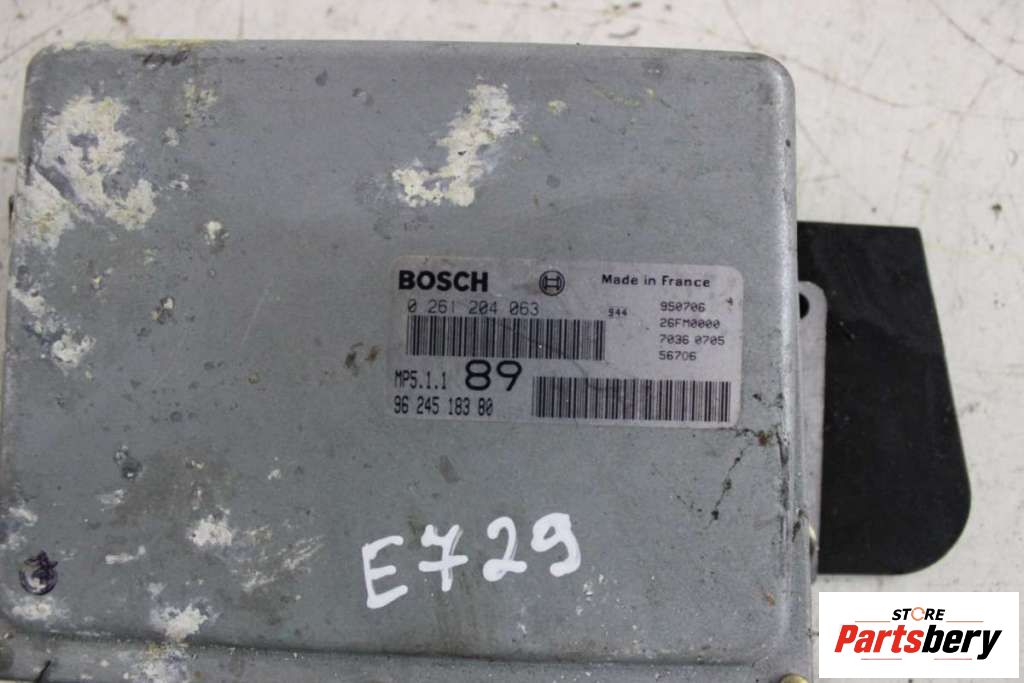 BOSCH Made in France
0 261 204 063 944 950706
26FM0000
7036 0705
56706
MP5.1.1 89
96 245 183 80
E729
STORE
Partsbery